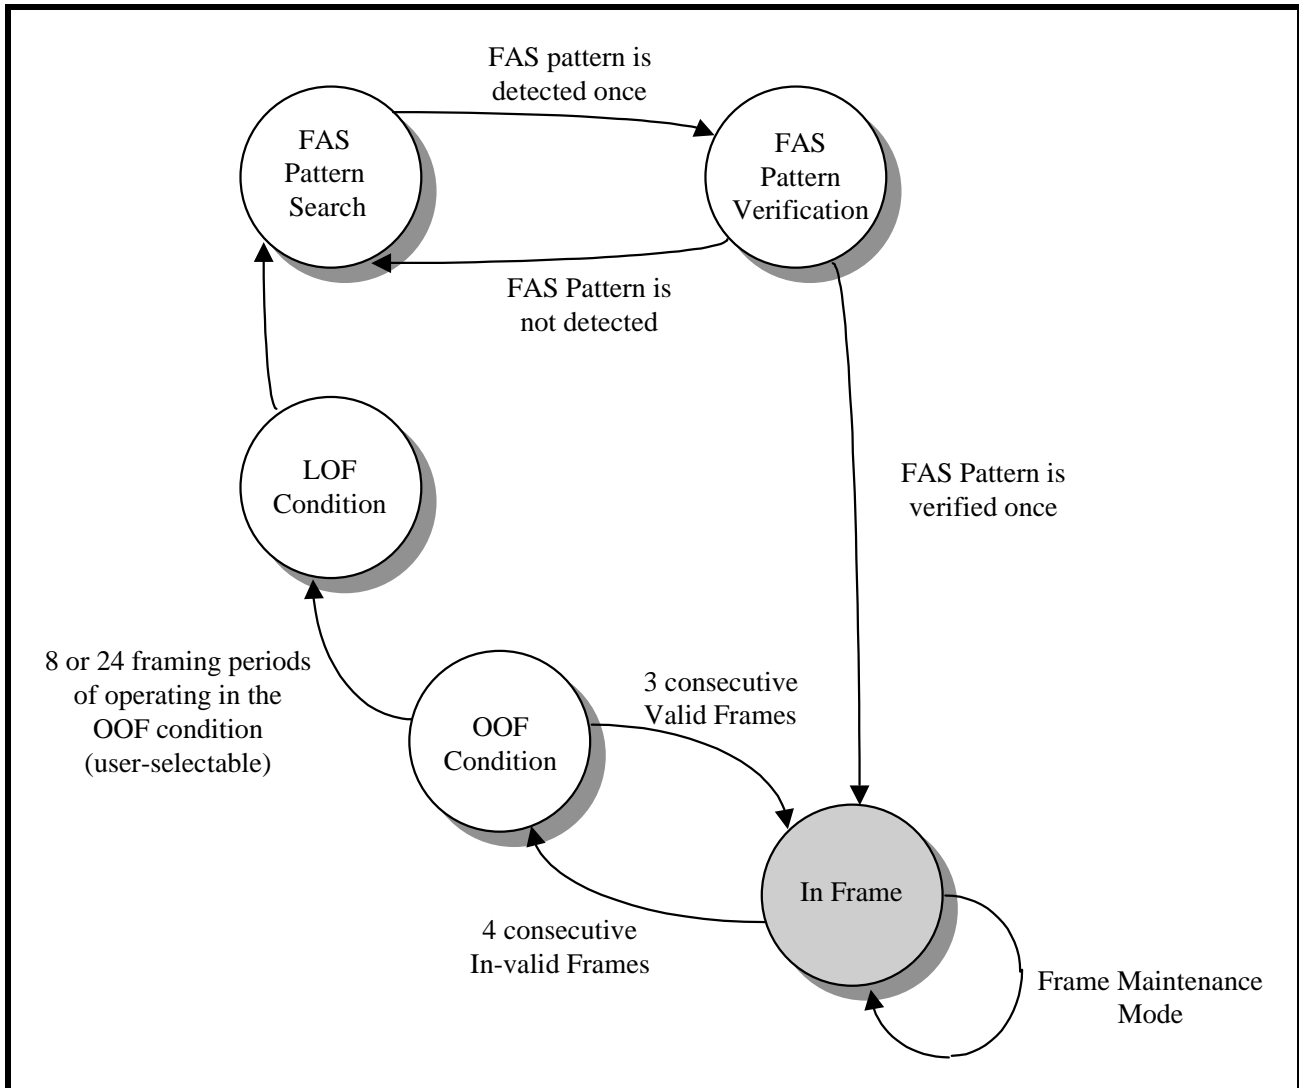 FAS pattern is
detected once
FAS
Pattern
Search
FAS
Pattern
Verification
FAS Pattern is
not detected
LOF
Condition
FAS Pattern is
verified once
8 or 24 framing periods
of operating in the
OOF condition
(user-selectable)
3 consecutive
Valid Frames
OOF
Condition
In Frame
4 consecutive
In-valid Frames
Frame Maintenance
Mode